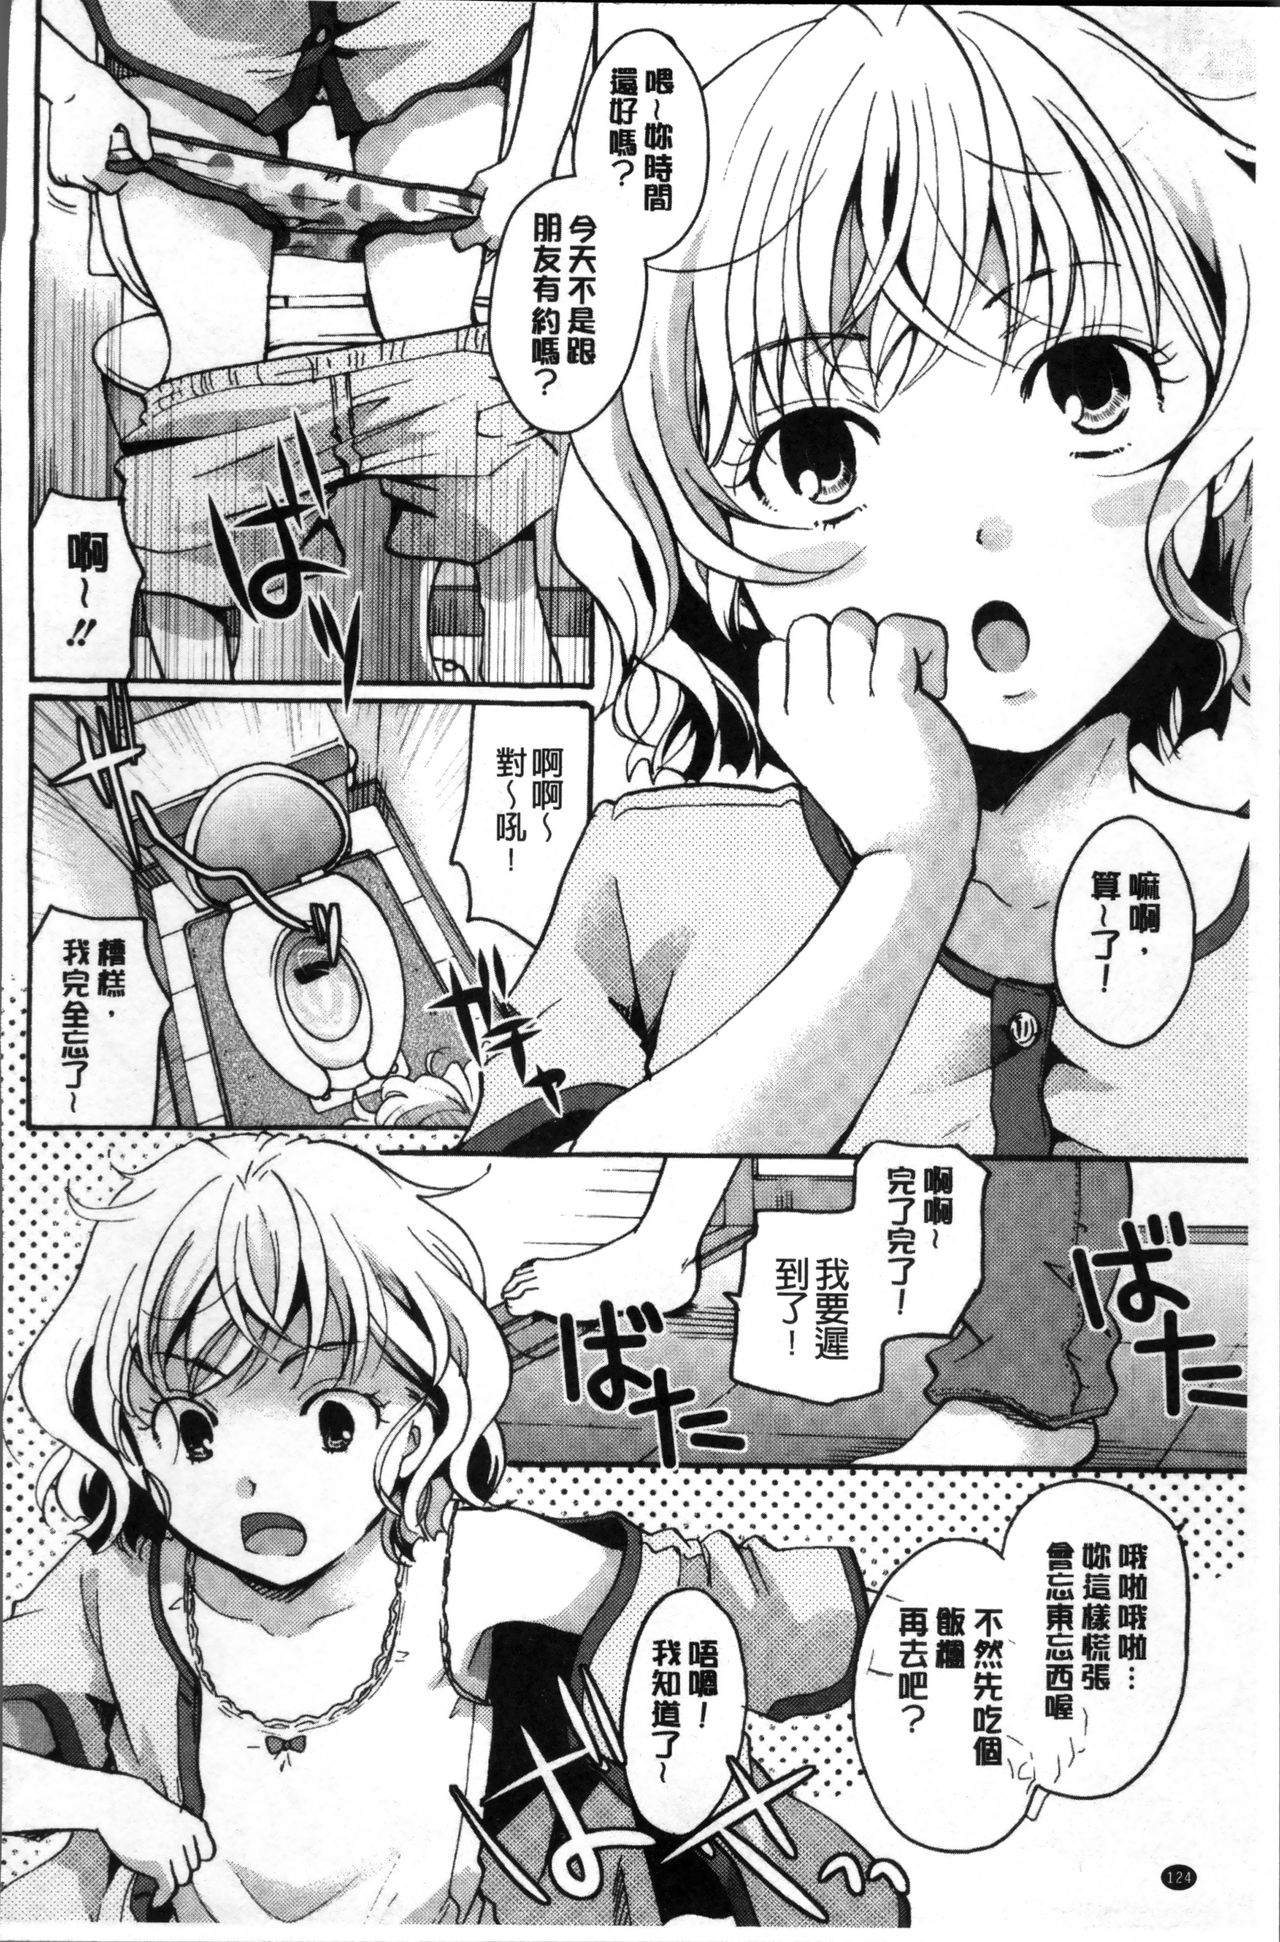 喂～妳時間
還好嗎？
今天不是跟
朋友有約嗎？
嘛啊，
算～了！
ば
啊～!!
啊啊～
對～吼！
糟糕，
我完全忘了～
ガチャ
啊啊～
完了完了！
我要遲
到了！
ばた
ばた
哦啦哦啦…
妳這樣慌張
會忘東忘西喔
不然先吃個
飯糰
再去吧？
唔嗯！
我知道了～
124